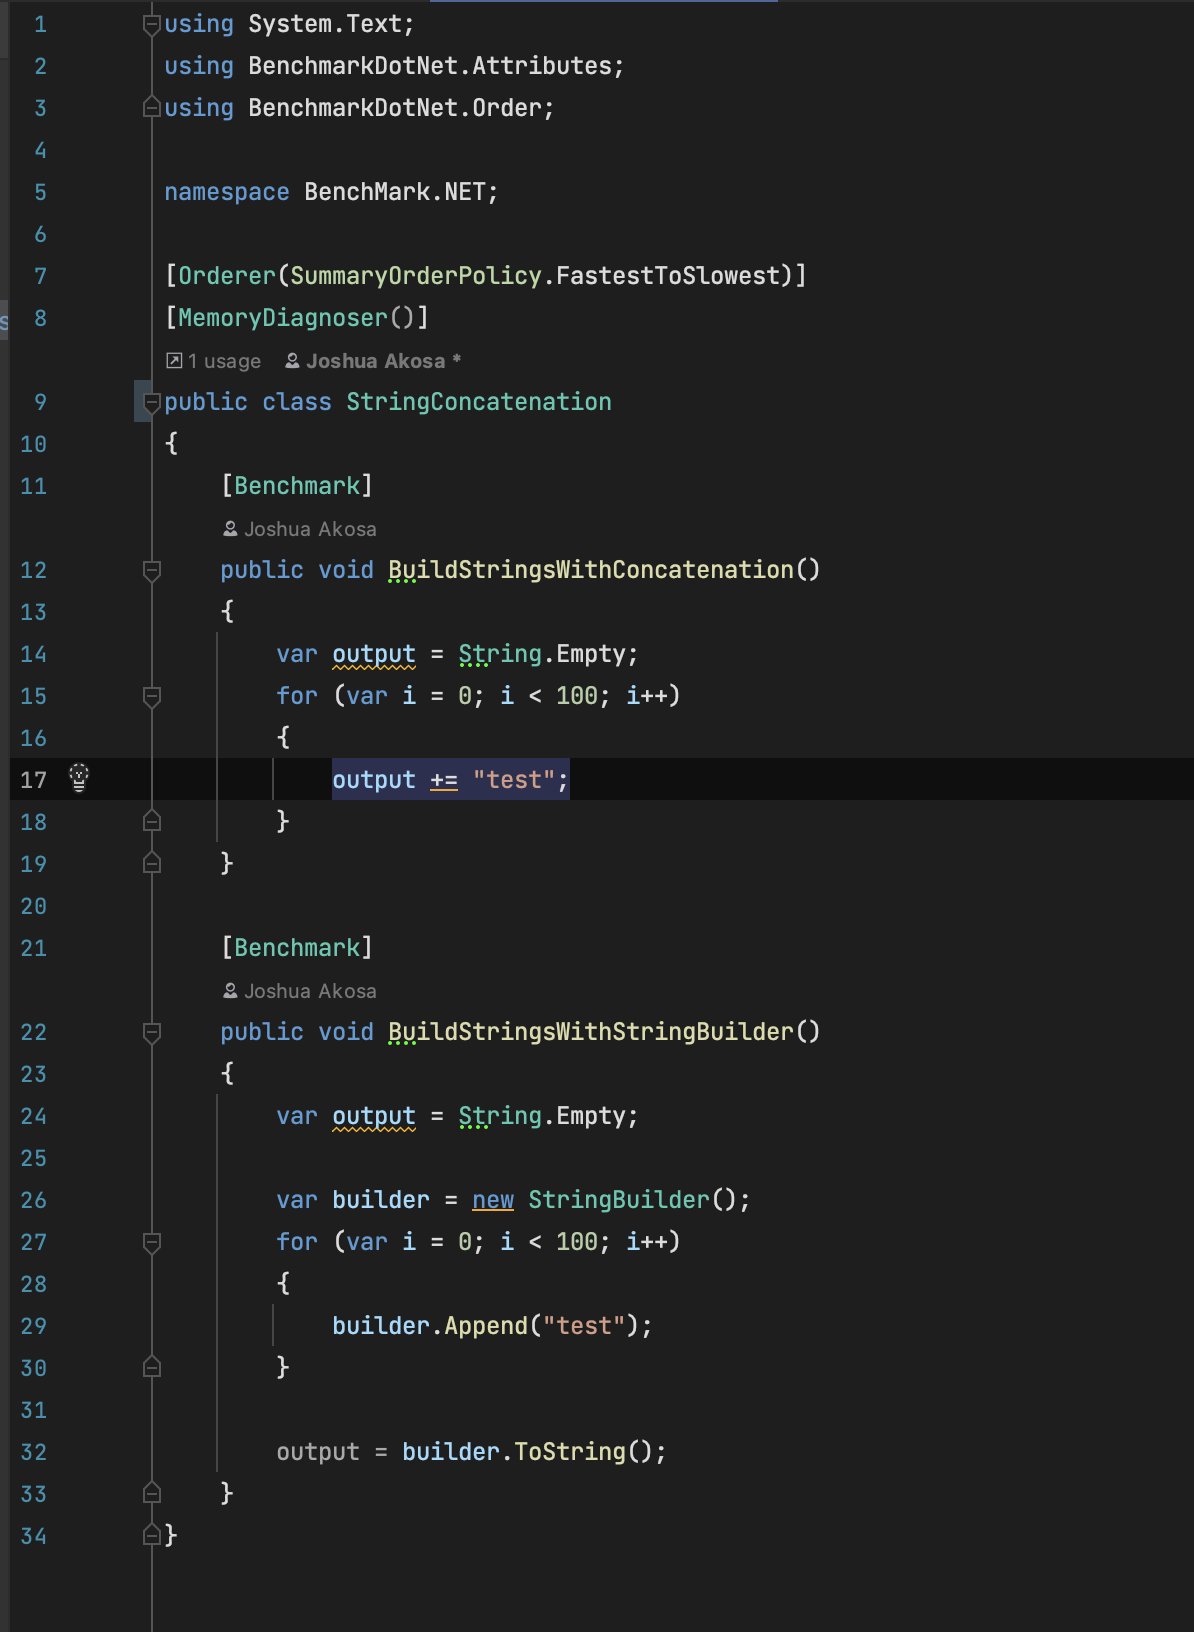 1 using System.Text;
2 using BenchmarkDotNet.Attributes;
3 using BenchmarkDotNet.Order;
4
5 namespace BenchMark.NET;
6
7 [Orderer(SummaryOrderPolicy.FastestToSlowest)]
8 [MemoryDiagnoser()]
1 usage Joshua Akosa *
9 public class StringConcatenation
10 {
11 [Benchmark]
Joshua Akosa
12 public void BuildStringsWithConcatenation()
13 {
14 var output = String.Empty;
15 for (var i = 0; i < 100; i++)
16 {
17 output += "test";
18 }
19 }
20
21 [Benchmark]
Joshua Akosa
22 public void BuildStringsWithStringBuilder()
23 {
24 var output = String.Empty;
25
26 var builder = new StringBuilder();
27 for (var i = 0; i < 100; i++)
28 {
29 builder.Append("test");
30 }
31
32 output = builder.ToString();
33 }
34 }